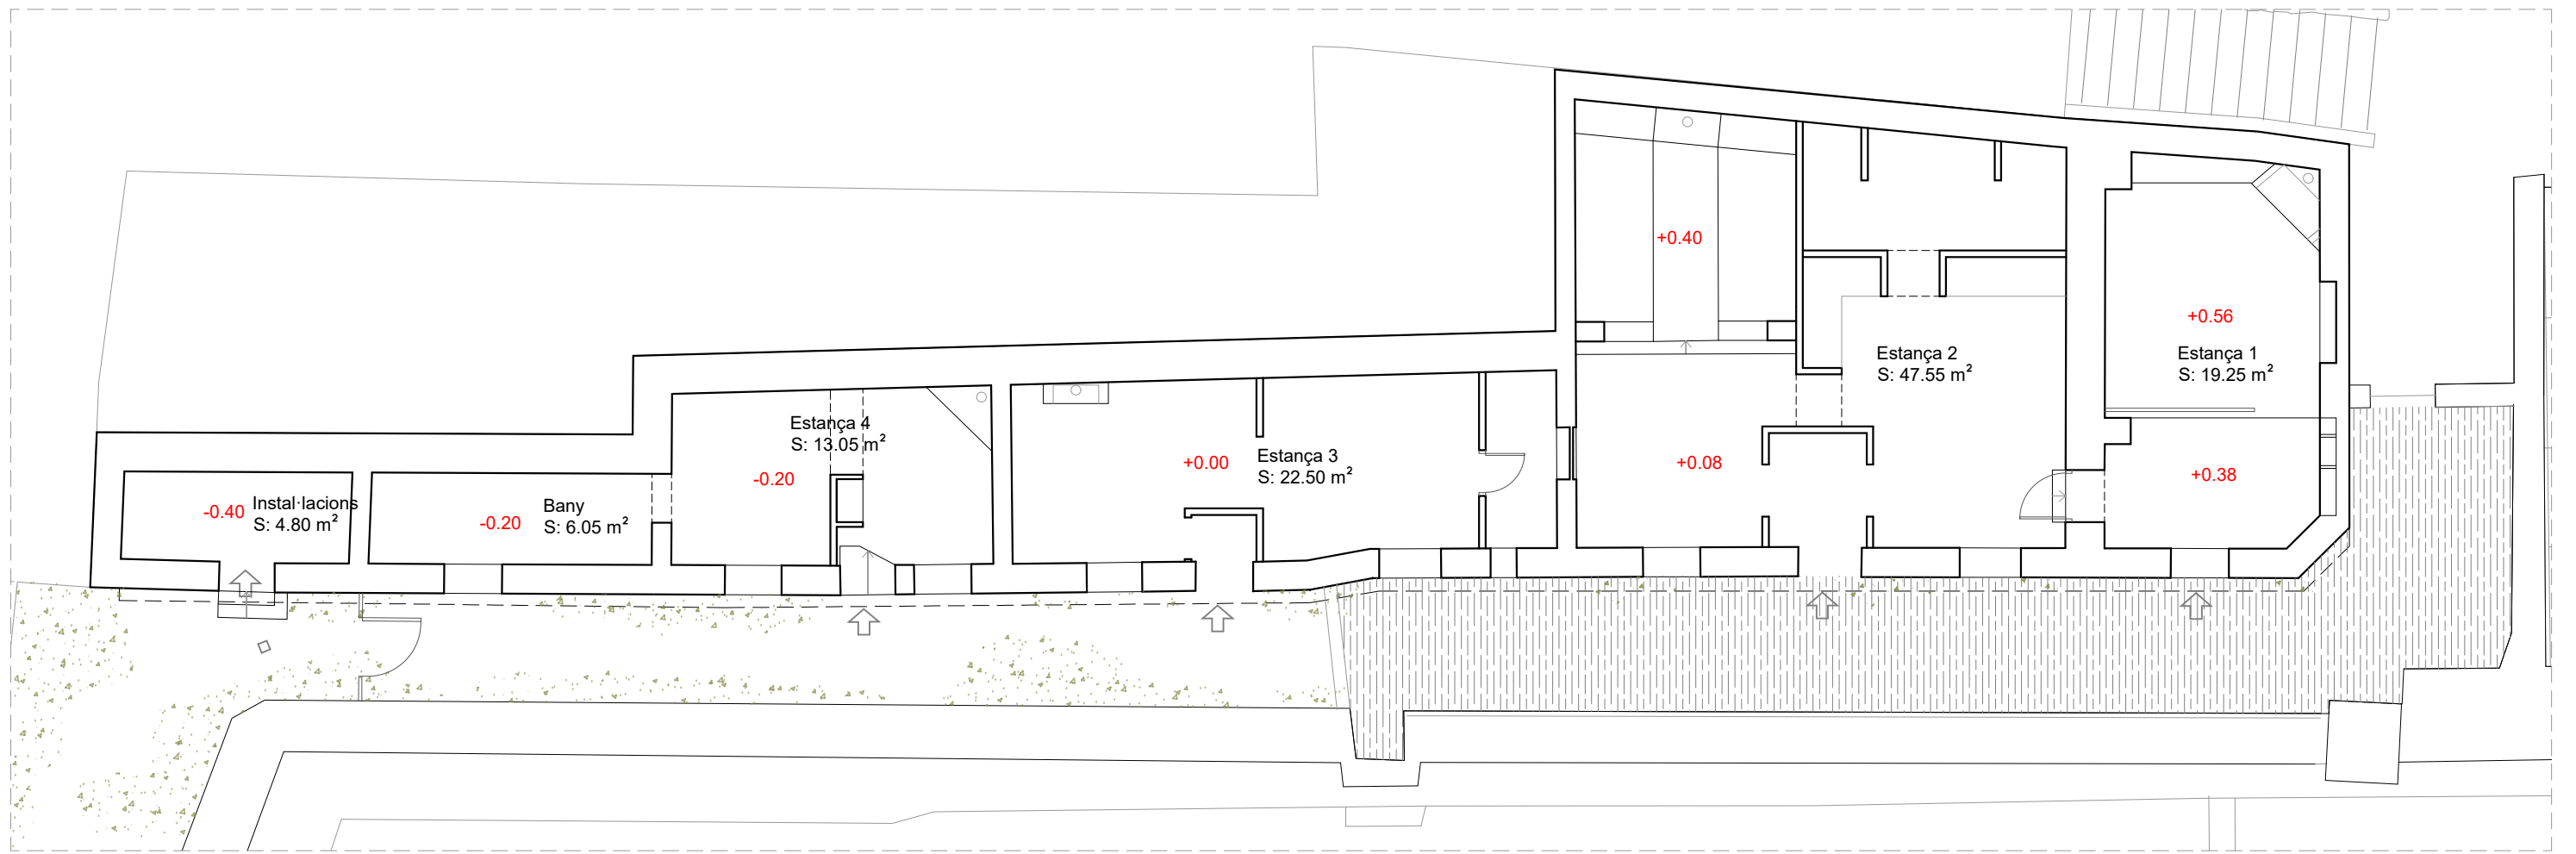 +0.40
+0.56
Estança 2
S: 47.55 m²
Estança 1
S: 19.25 m²
Estança 4
S: 13.05 m²
-0.20
+0.00
Estança 3
S: 22.50 m²
+0.08
+0.38
-0.40
Instal·lacions
S: 4.80 m²
-0.20
Bany
S: 6.05 m²